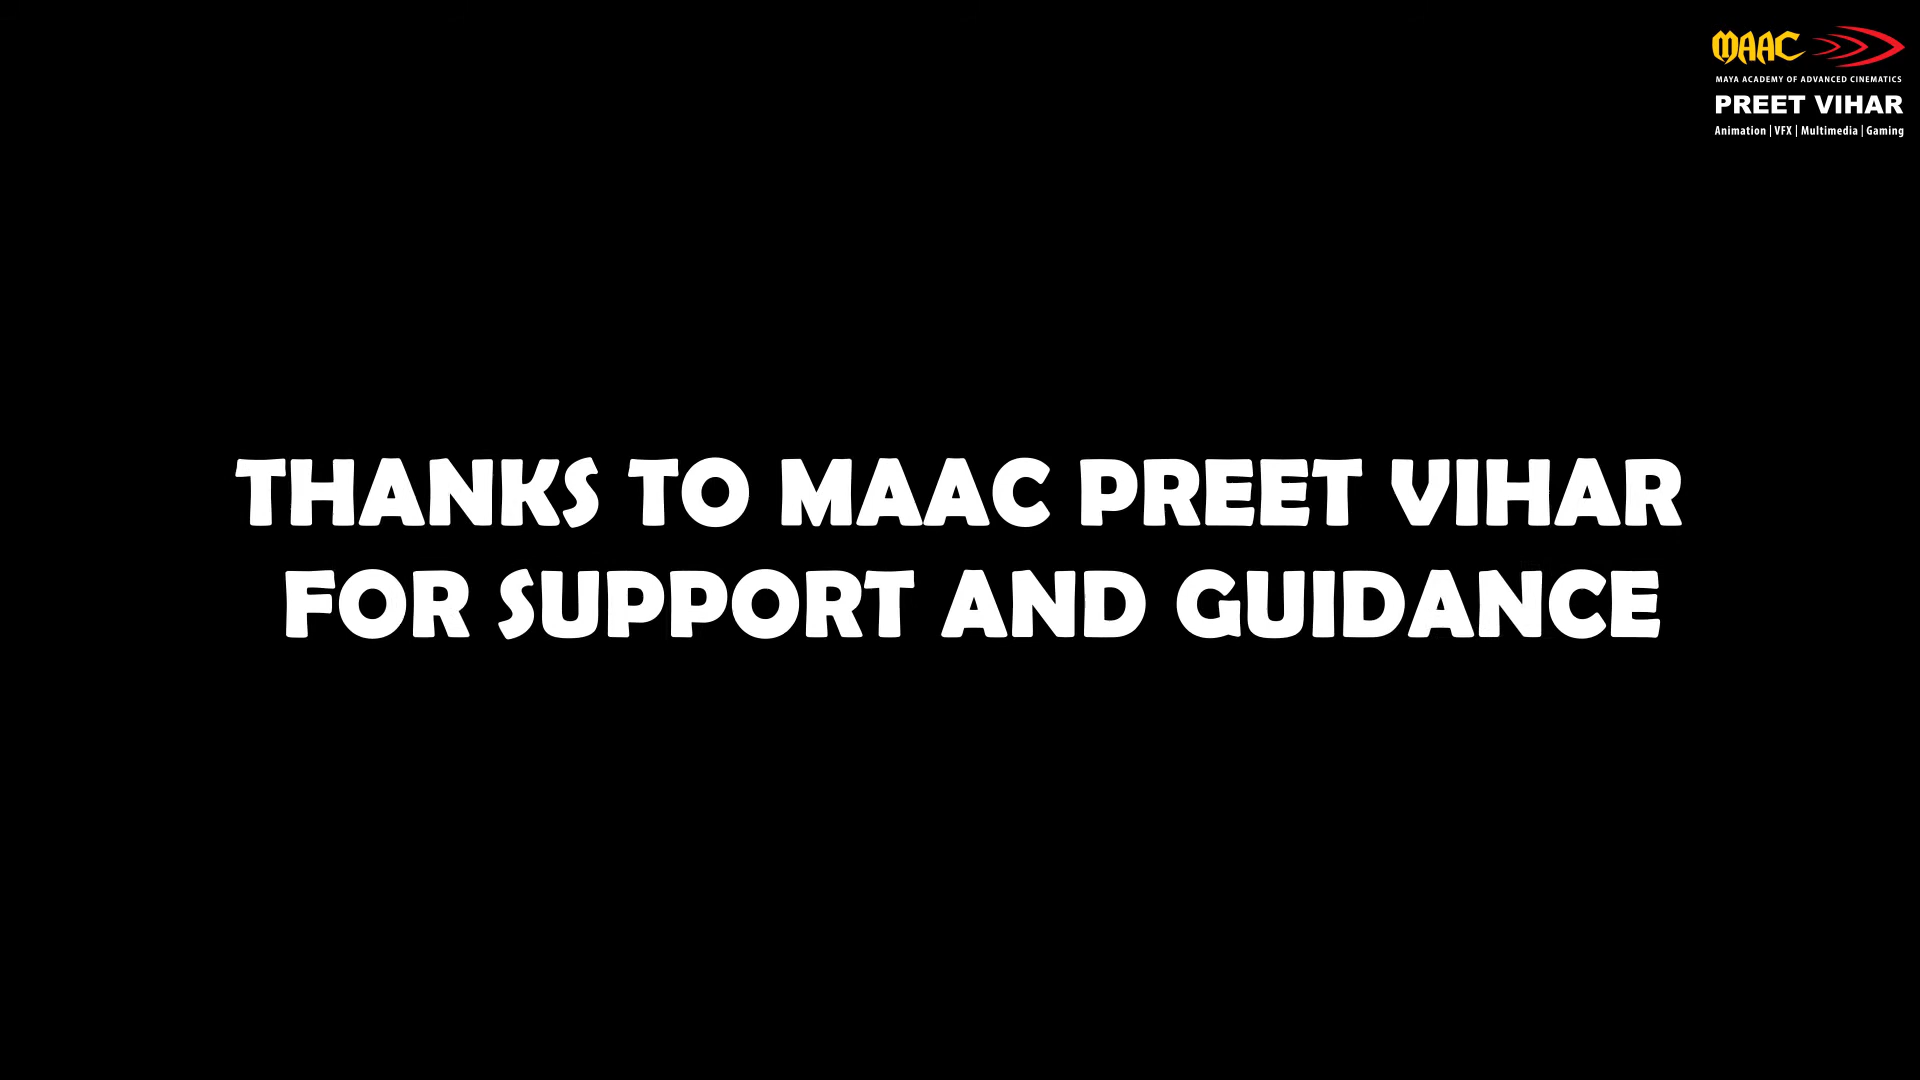 MAAC
MAYA ACADEMY OF ADVANCED CINEMATICS
PREET VIHAR
Animation | VFX | Multimedia | Gaming
THANKS TO MAAC PREET VIHAR
FOR SUPPORT AND GUIDANCE